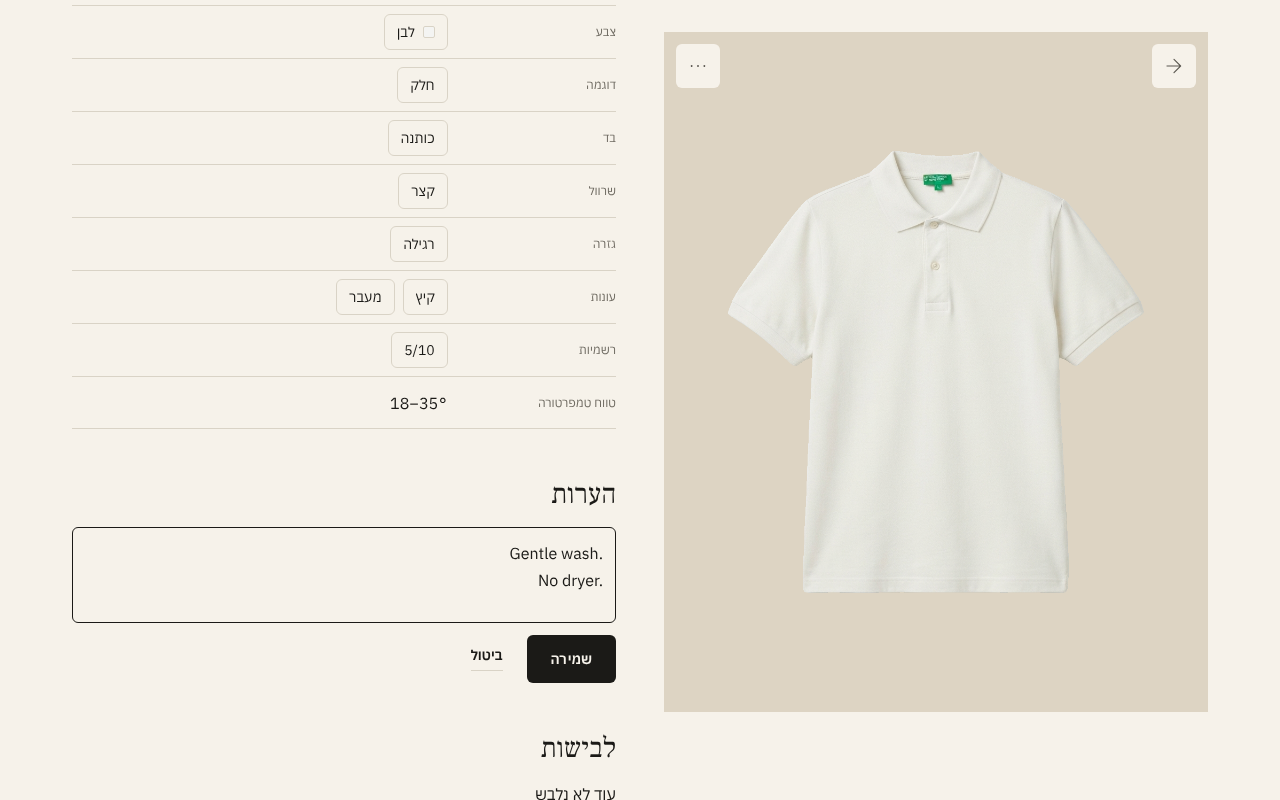 צבע
לבן
דוגמה
חלק
בד
כותנה
שרוול
קצר
גזרה
רגילה
עונות
קיץ
מעבר
רשמיות
5/10
טווח טמפרטורה
18–35°
הערות
Gentle wash.
No dryer.
שמירה
ביטול
לבישות
עוד לא נלבש